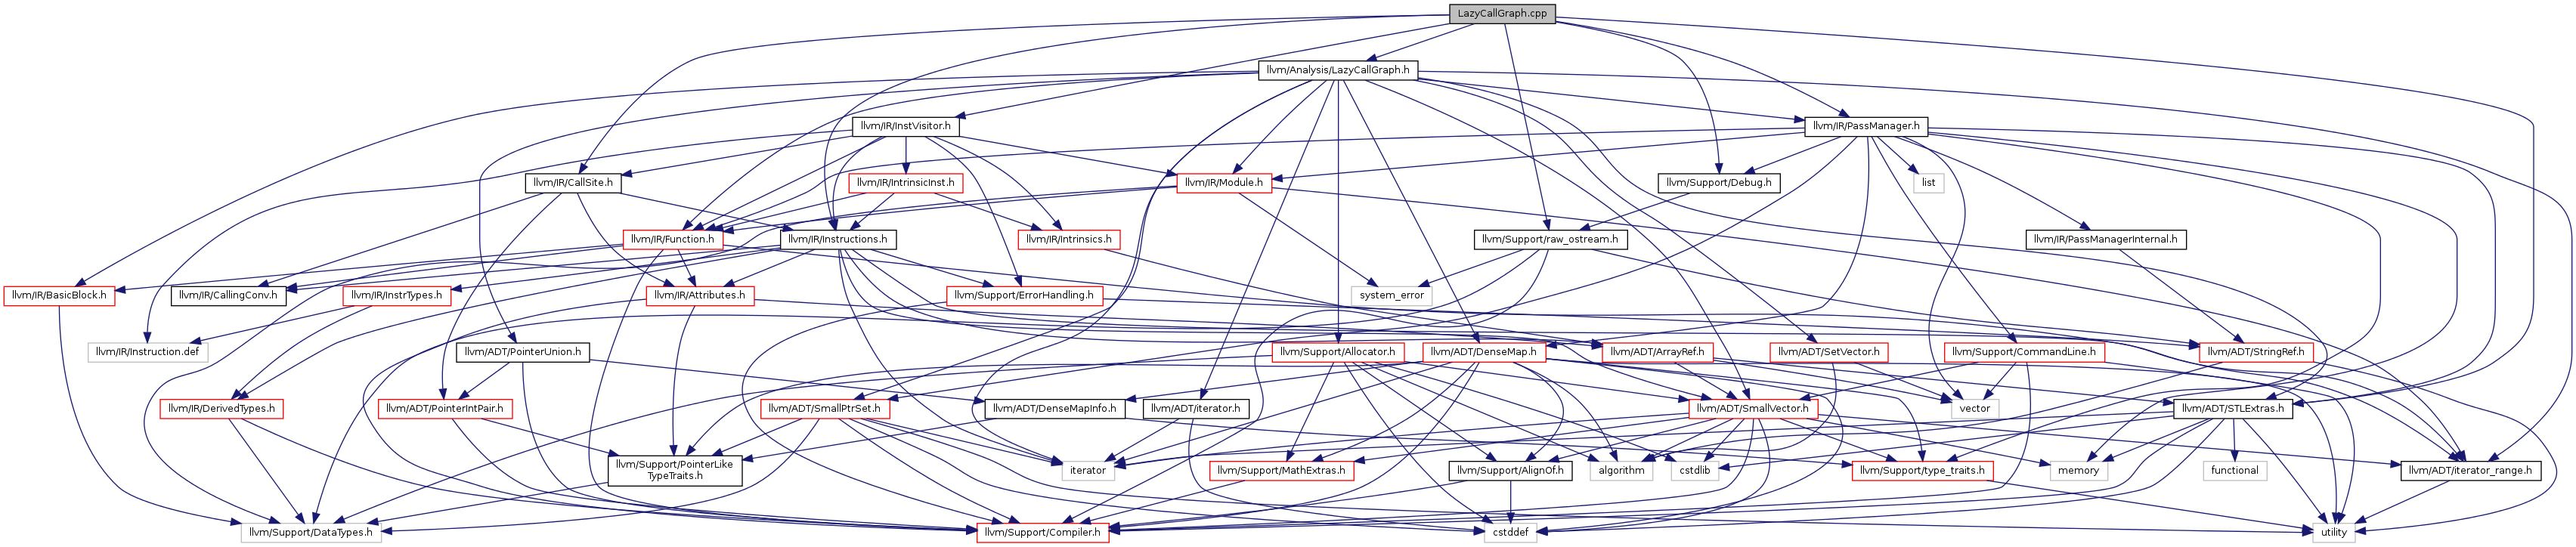 LazyCallGraph.cpp
llvm/Analysis/LazyCallGraph.h
llvm/IR/InstVisitor.h
llvm/IR/PassManager.h
llvm/IR/CallSite.h
llvm/IR/IntrinsicInst.h
llvm/IR/Module.h
llvm/Support/Debug.h
list
llvm/IR/Function.h
llvm/IR/Instructions.h
llvm/IR/Intrinsics.h
llvm/Support/raw_ostream.h
llvm/IR/PassManagerInternal.h
llvm/IR/BasicBlock.h
llvm/IR/CallingConv.h
llvm/IR/InstrTypes.h
llvm/IR/Attributes.h
llvm/Support/ErrorHandling.h
system_error
llvm/IR/Instruction.def
llvm/ADT/PointerUnion.h
llvm/Support/Allocator.h
llvm/ADT/DenseMap.h
llvm/ADT/ArrayRef.h
llvm/ADT/SetVector.h
llvm/Support/CommandLine.h
llvm/ADT/StringRef.h
llvm/IR/DerivedTypes.h
llvm/ADT/PointerIntPair.h
llvm/ADT/SmallPtrSet.h
llvm/ADT/DenseMapInfo.h
llvm/ADT/iterator.h
llvm/ADT/SmallVector.h
vector
llvm/ADT/STLExtras.h
llvm/Support/PointerLike
TypeTraits.h
iterator
llvm/Support/MathExtras.h
llvm/Support/AlignOf.h
algorithm
cstdlib
llvm/Support/type_traits.h
memory
functional
llvm/ADT/iterator_range.h
llvm/Support/DataTypes.h
llvm/Support/Compiler.h
cstddef
utility